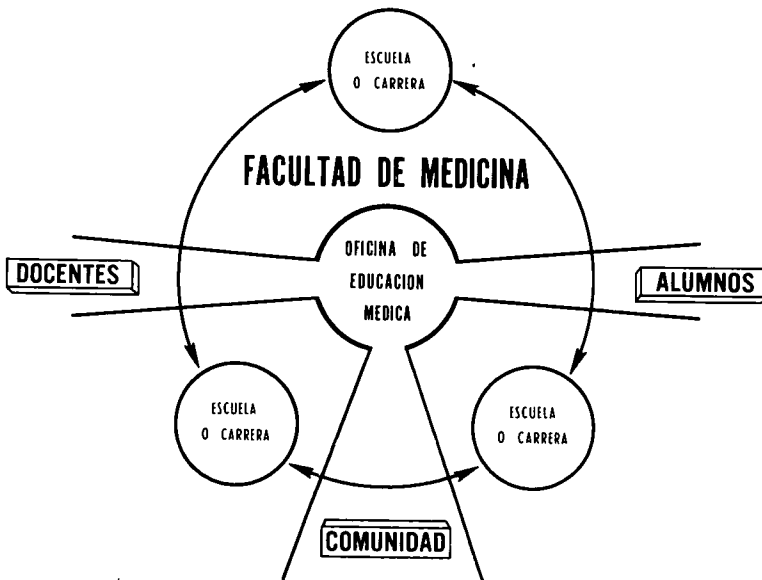 ESCUELA
O CARRERA
FACULTAD DE MEDICINA
OFICINA DE
EDUCACION
MEDICA
DOCENTES
ALUMNOS
ESCUELA
O CARRERA
ESCUELA
O CARRERA
COMUNIDAD